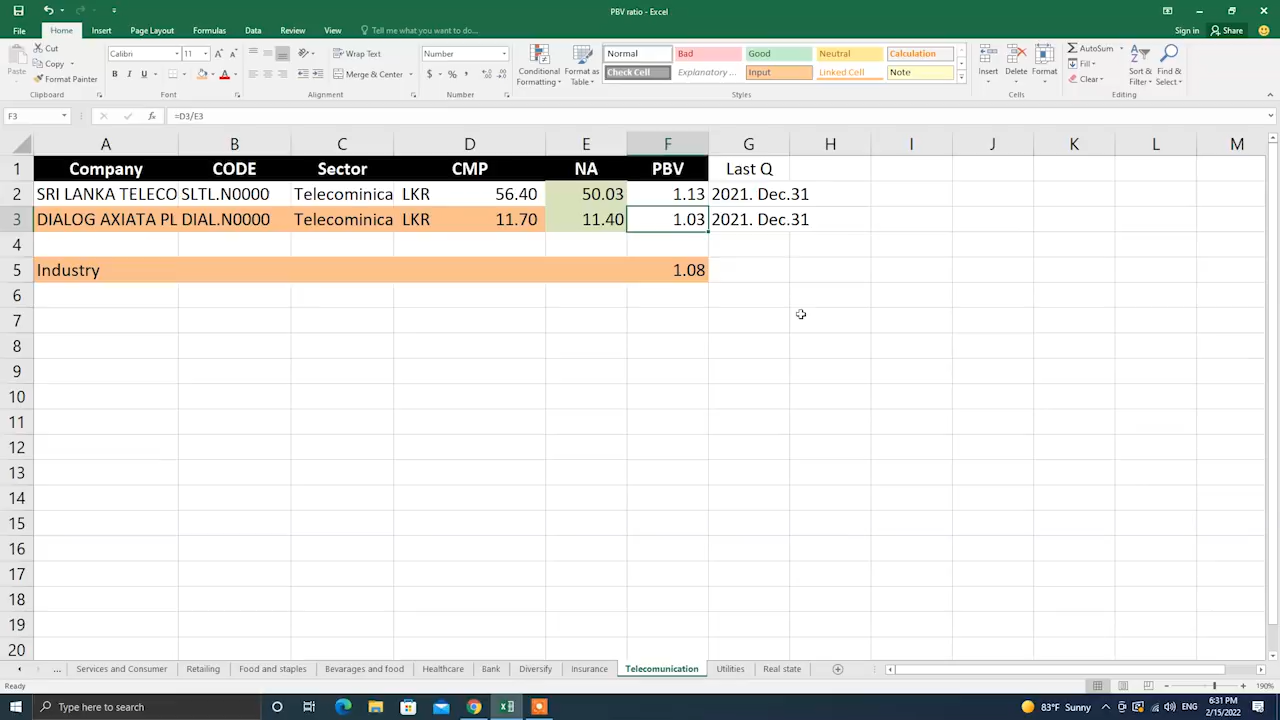 PBV ratio - Excel
Sign in
Share
File
Home
Insert
Page Layout
Formulas
Data
Review
View
Tell me what you want to do...
Paste
Cut
Copy
Format Painter
Clipboard
Calibri
11
B
U
A
Font
Wrap Text
Merge & Center
Alignment
Number
$
%
Number
Conditional Formatting
Format as Table
Normal
Bad
Good
Neutral
Calculation
Check Cell
Explanatory ...
Input
Linked Cell
Note
Styles
Insert
Delete
Format
Cells
AutoSum
Fill
Clear
Sort & Filter
Find & Select
Editing
F3
fx
=D3/E3
A B C D E F G H I J K L M
1 Company CODE Sector CMP NA PBV Last Q
2 SRI LANKA TELECO SLTL.N0000 Telecominica LKR 56.40 50.03 1.13 2021. Dec.31
3 DIALOG AXIATA PL DIAL.N0000 Telecominica LKR 11.70 11.40 1.03 2021. Dec.31
4
5 Industry 1.08
6
7
8
9
10
11
12
13
14
15
16
17
18
19
20
... Services and Consumer Retailing Food and staples Bevarages and food Healthcare Bank Diversify Insurance Telecomunication Utilities Real state
Ready
190%
Type here to search
83°F Sunny
ENG
6:31 PM
2/15/2022